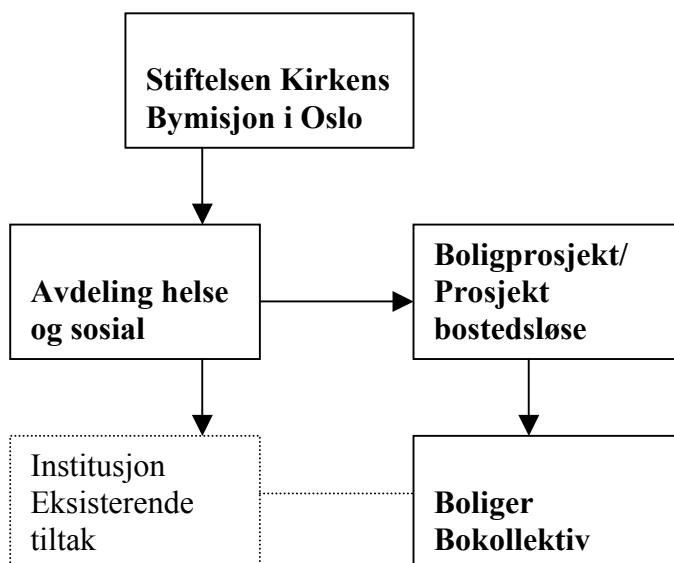 Stiftelsen Kirkens
Bymisjon i Oslo
Avdeling helse
og sosial
Boligprosjekt/
Prosjekt
bostedsløse
Institusjon
Eksisterende
tiltak
Boliger
Bokollektiv